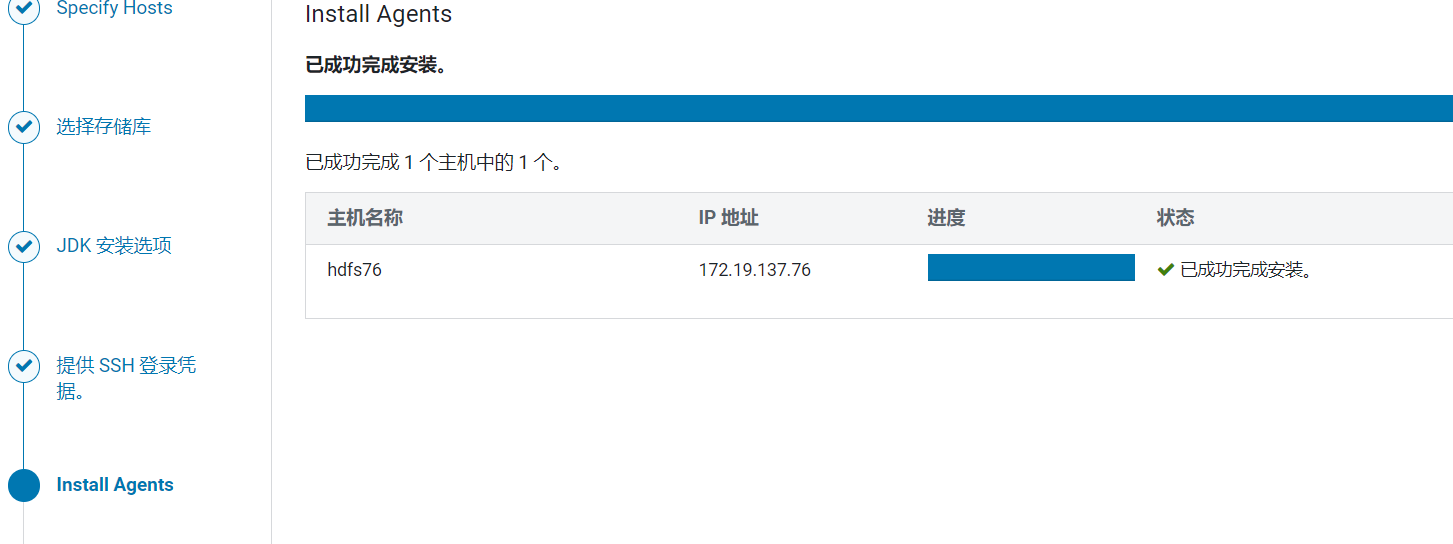 Specify Hosts
选择存储库
JDK 安装选项
提供 SSH 登录凭
据。
Install Agents
Install Agents
已成功完成安装。
已成功完成 1 个主机中的 1 个。
主机名称 IP 地址 进度 状态
hdfs76 172.19.137.76 已成功完成安装。